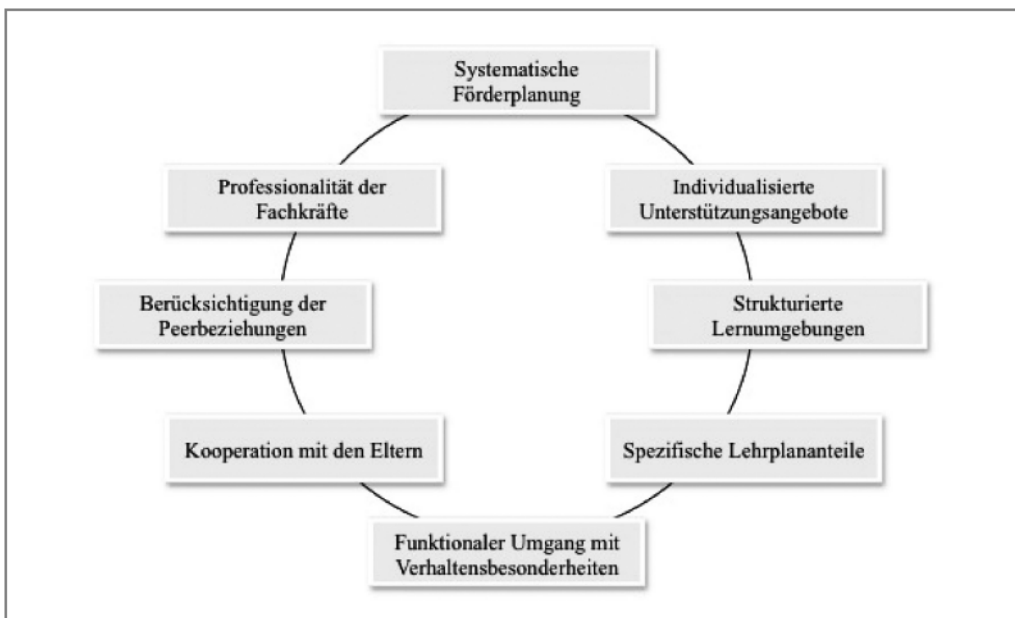 Systematische
Förderplanung
Professionalität der
Fachkräfte
Individualisierte
Unterstützungsangebote
Berücksichtigung der
Peerbeziehungen
Strukturierte
Lernumgebungen
Kooperation mit den Eltern
Spezifische Lehrplananteile
Funktionaler Umgang mit
Verhaltensbesonderheiten